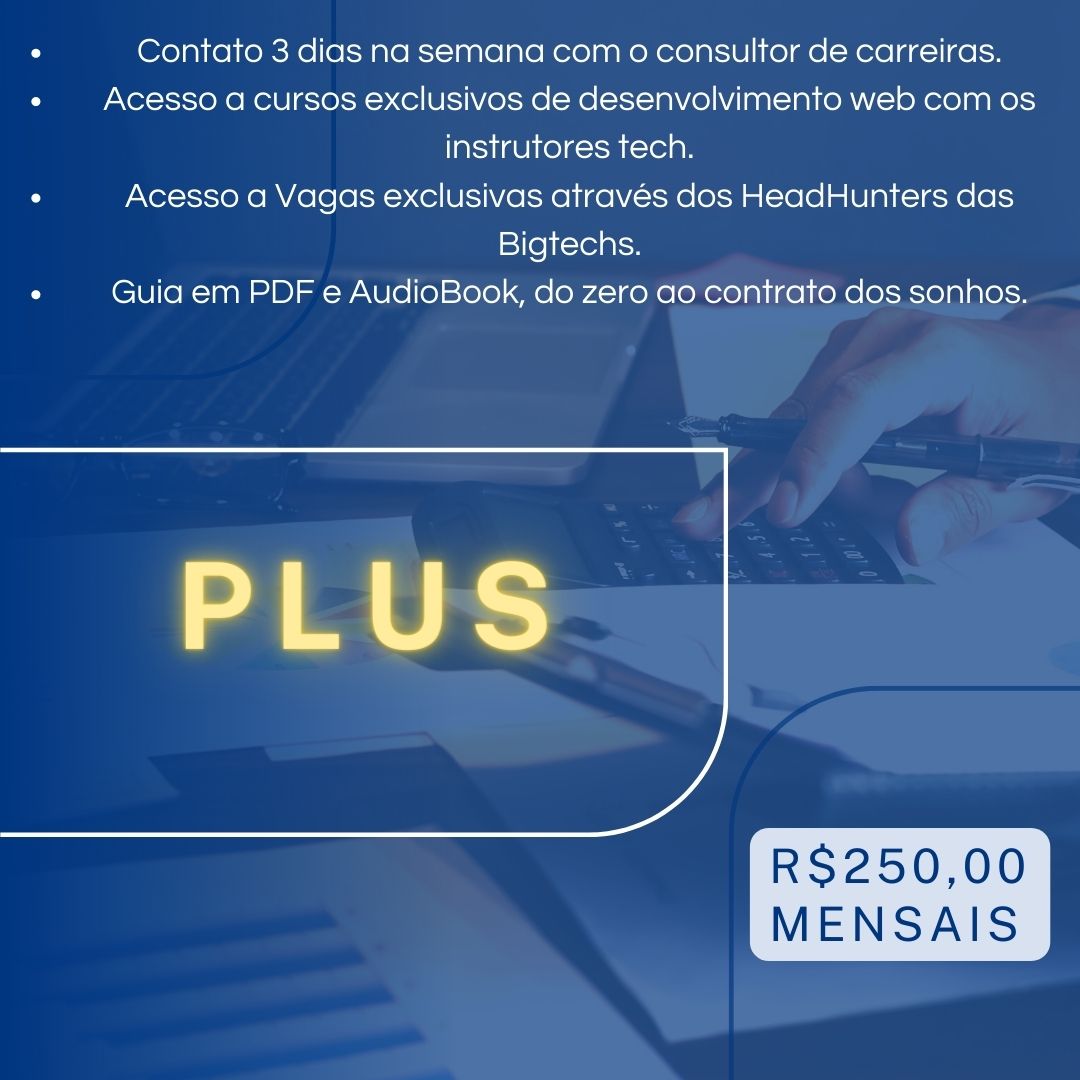 • Contato 3 dias na semana com o consultor de carreiras.
• Acesso a cursos exclusivos de desenvolvimento web com os
instrutores tech.
• Acesso a Vagas exclusivas através dos HeadHunters das
Bigtechs.
• Guia em PDF e AudioBook, do zero ao contrato dos sonhos.
PLUS
R$250,00
MENSAIS